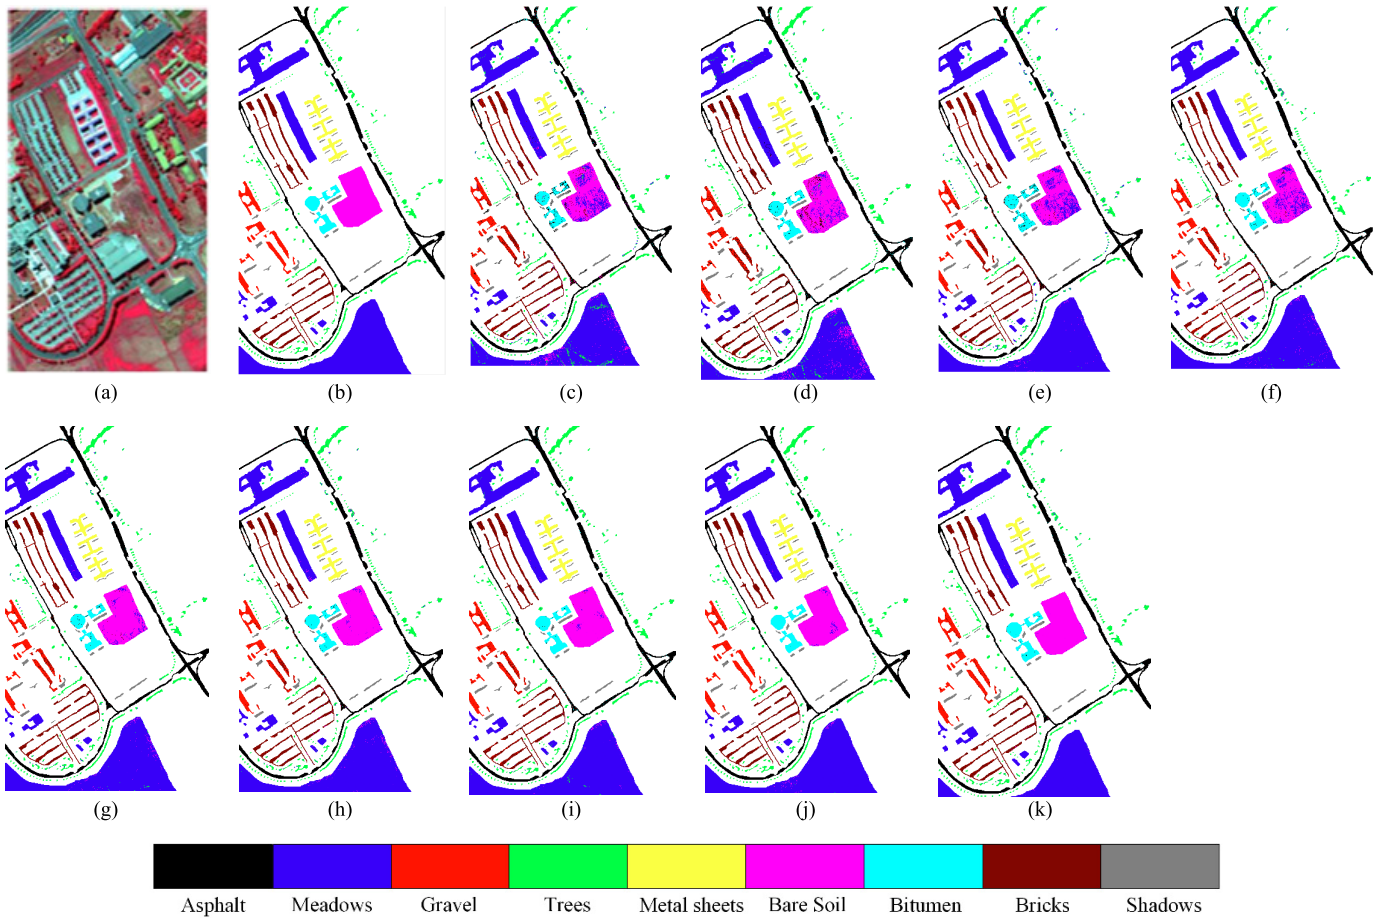 (a) (b) (c) (d) (e) (f)
(g) (h) (i) (j) (k)
Asphalt Meadows Gravel Trees Metal sheets Bare Soil Bitumen Bricks Shadows